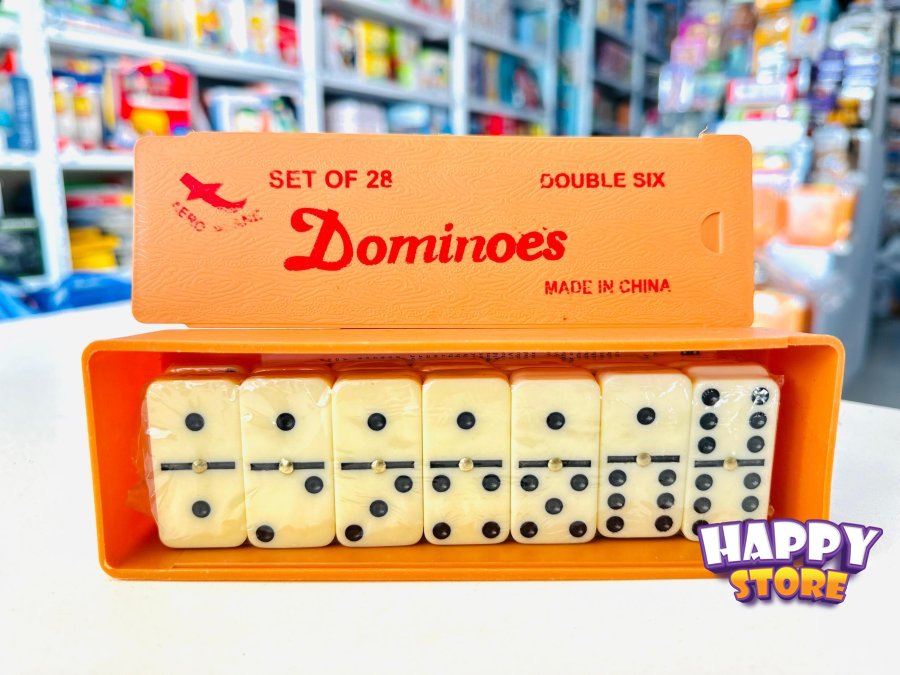 SET OF 28
DOUBLE SIX
Dominoes
MADE IN CHINA
HAPPY
STORE